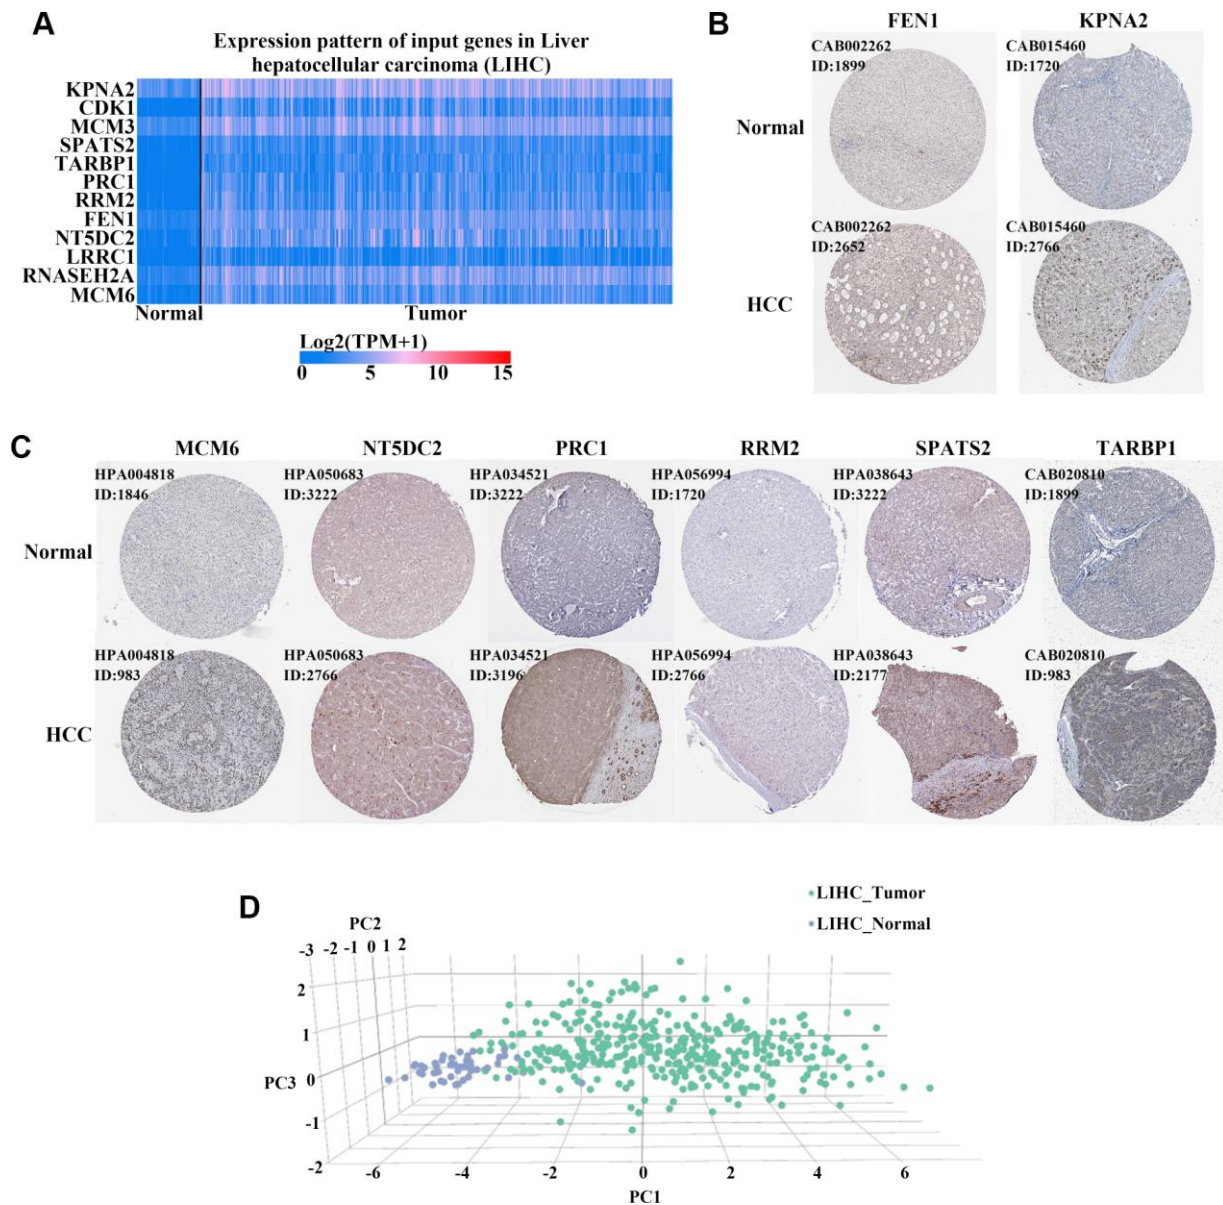 A
Expression pattern of input genes in Liver
hepatocellular carcinoma (LIHC)
KPNA2
CDK1
MCM3
SPATS2
TARBP1
PRC1
RRM2
FEN1
NT5DC2
LRRC1
RNASEH2A
MCM6
Normal Tumor
Log2(TPM+1)
0 5 10 15
B
FEN1 KPNA2
Normal
CAB002262
ID:1899
CAB015460
ID:1720
HCC
CAB002262
ID:2652
CAB015460
ID:2766
C
MCM6 NT5DC2 PRC1 RRM2 SPATS2 TARBP1
Normal
HPA004818
ID:1846
HPA050683
ID:3222
HPA034521
ID:3222
HPA056994
ID:1720
HPA038643
ID:3222
CAB020810
ID:1899
HCC
HPA004818
ID:983
HPA050683
ID:2766
HPA034521
ID:3196
HPA056994
ID:2766
HPA038643
ID:2177
CAB020810
ID:983
D
LIHC_Tumor
LIHC_Normal
PC2
-3 -2 -1 0 1 2
2
1
0
-1
-2
PC3
-6 -4 -2 0 2 4 6
PC1